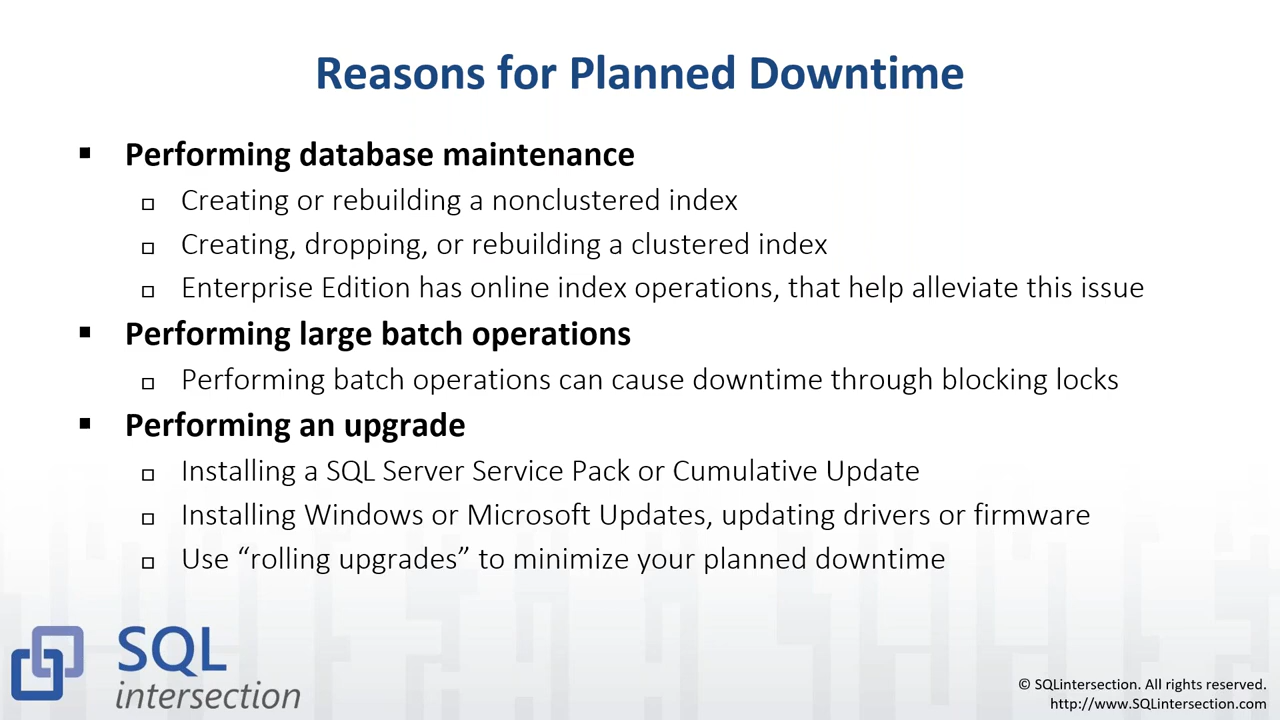 Reasons for Planned Downtime
▪ Performing database maintenance
▫ Creating or rebuilding a nonclustered index
▫ Creating, dropping, or rebuilding a clustered index
▫ Enterprise Edition has online index operations, that help alleviate this issue
▪ Performing large batch operations
▫ Performing batch operations can cause downtime through blocking locks
▪ Performing an upgrade
▫ Installing a SQL Server Service Pack or Cumulative Update
▫ Installing Windows or Microsoft Updates, updating drivers or firmware
▫ Use “rolling upgrades” to minimize your planned downtime
SQL
intersection
© SQLintersection. All rights reserved.
http://www.SQLintersection.com